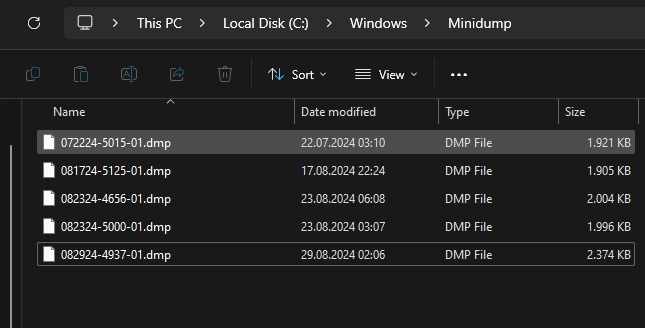 This PC > Local Disk (C:) > Windows > Minidump
Sort View
Name Date modified Type Size
072224-5015-01.dmp 22.07.2024 03:10 DMP File 1.921 KB
081724-5125-01.dmp 17.08.2024 22:24 DMP File 1.905 KB
082324-4656-01.dmp 23.08.2024 06:08 DMP File 2.004 KB
082324-5000-01.dmp 23.08.2024 03:07 DMP File 1.996 KB
082924-4937-01.dmp 29.08.2024 02:06 DMP File 2.374 KB